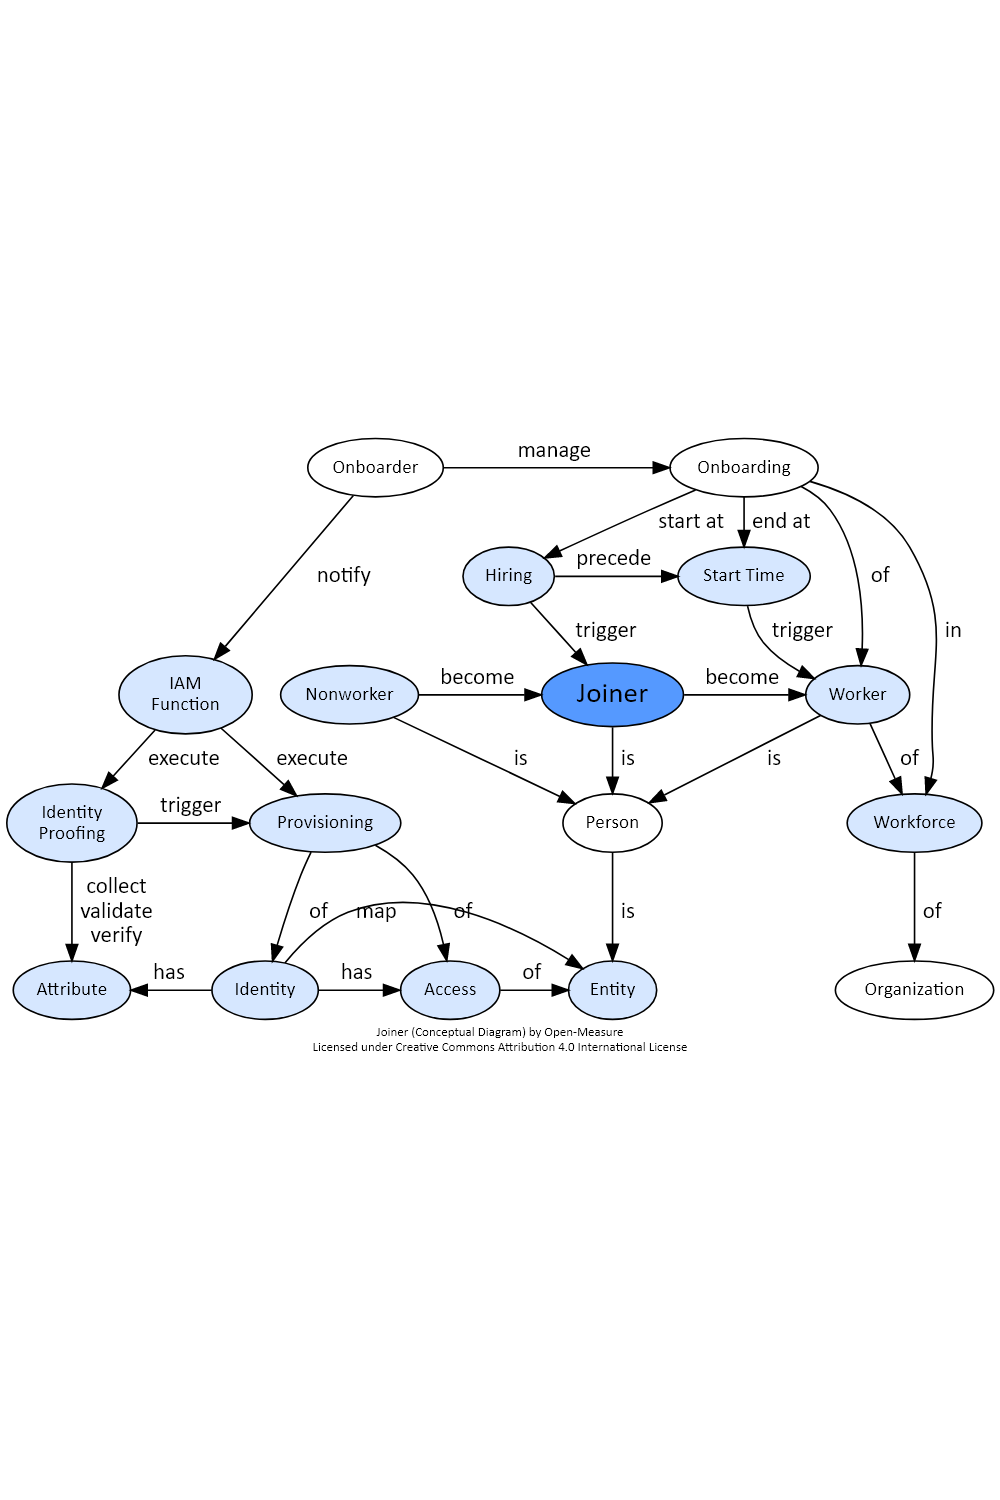 manage
Onboarder
Onboarding
start at
end at
precede
Hiring
Start Time
notify
of
trigger
trigger
in
IAM
Function
Nonworker
become
Joiner
become
Worker
execute
execute
is
is
is
of
Identity
Proofing
trigger
Provisioning
Person
Workforce
collect
validate
verify
of
map
of
is
of
Attribute
has
Identity
has
Access
of
Entity
Organization
Joiner (Conceptual Diagram) by Open-Measure
Licensed under Creative Commons Attribution 4.0 International License